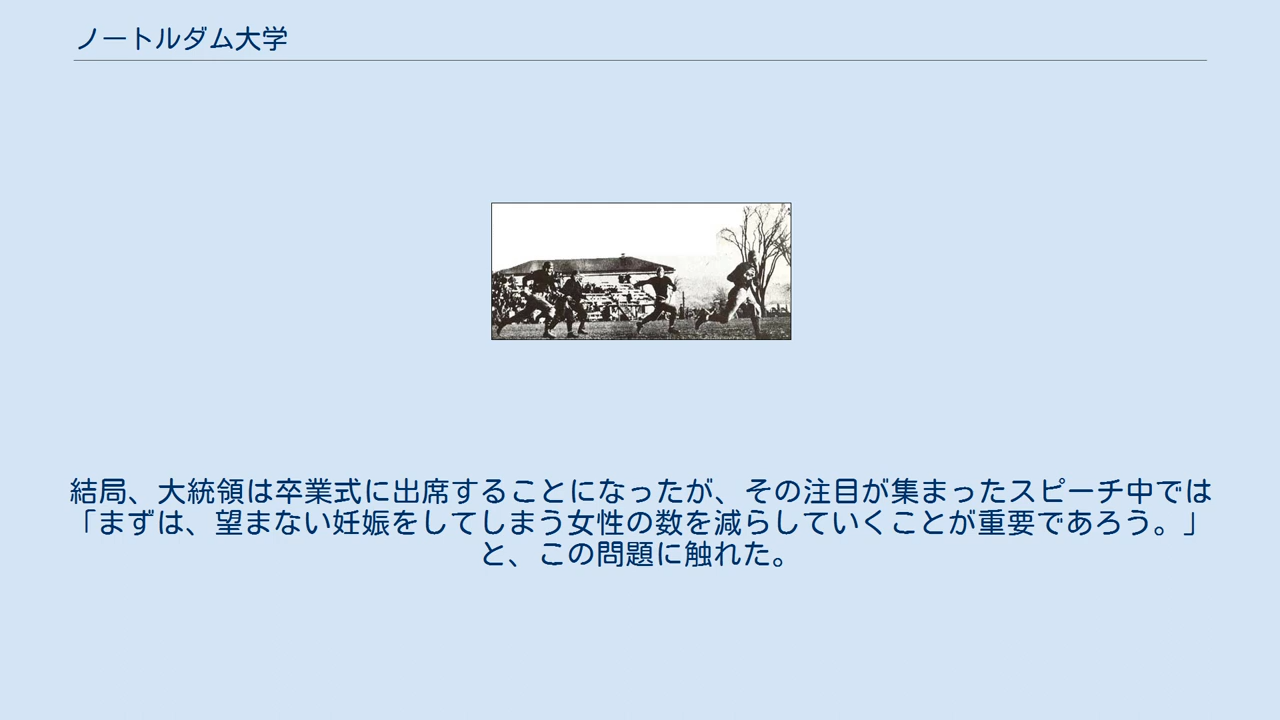 ノートルダム大学
結局、大統領は卒業式に出席することになったが、その注目が集まったスピーチ中では
「まずは、望まない妊娠をしてしまう女性の数を減らしていくことが重要であろう。」
と、この問題に触れた。